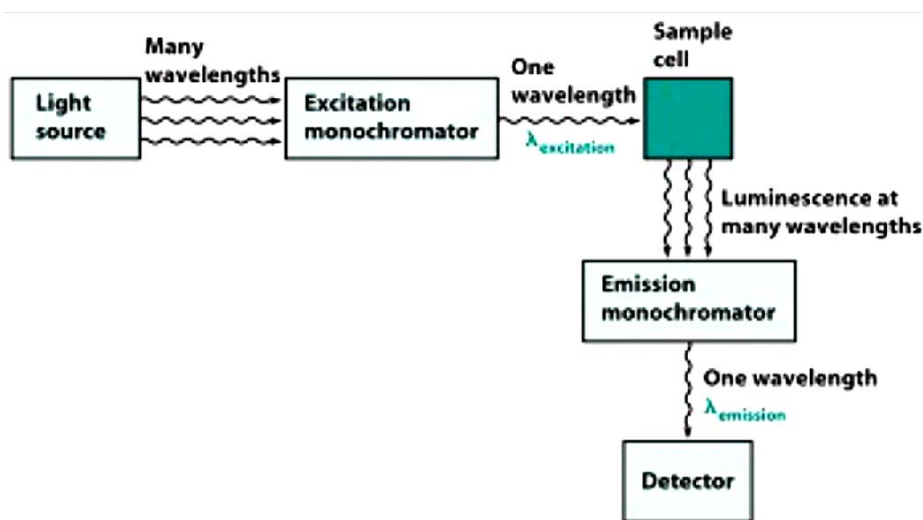 Many
wavelengths
Light
source
Excitation
monochromator
One
wavelength
λexcitation
Sample
cell
Luminescence at
many wavelengths
Emission
monochromator
One wavelength
λemission
Detector